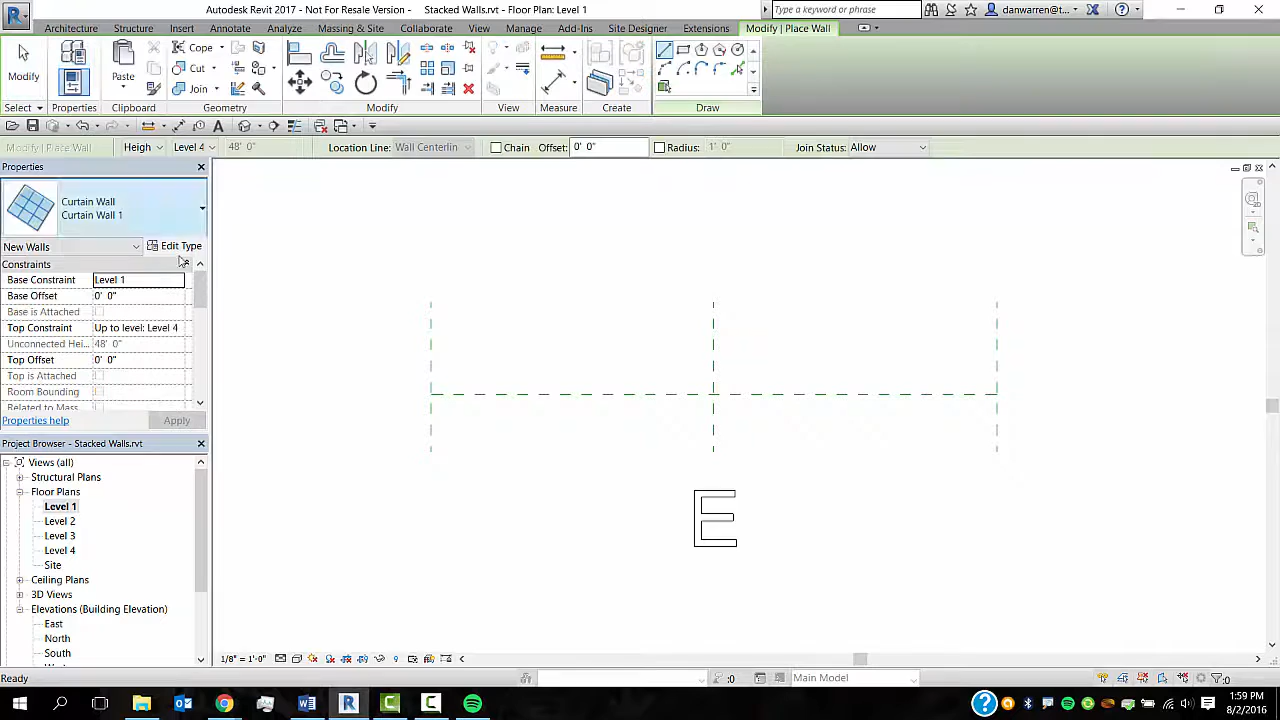 Autodesk Revit 2017 - Not For Resale Version - Stacked Walls.rvt - Floor Plan: Level 1
Type a keyword or phrase
danwarren@t...
Architecture Structure Insert Annotate Analyze Massing & Site Collaborate View Manage Add-Ins Site Designer Extensions Modify | Place Wall
Modify
Paste
Cope
Cut
Join
Select Properties Clipboard Geometry Modify View Measure Create Draw
Modify | Place Wall
Heigh Level 4 48' 0" Location Line: Wall Centerlin Chain Offset: 0' 0" Radius: 1' 0" Join Status: Allow
Properties
Curtain Wall
Curtain Wall 1
New Walls Edit Type
Constraints
Base Constraint Level 1
Base Offset 0' 0"
Base is Attached
Top Constraint Up to level: Level 4
Unconnected Hei... 48' 0"
Top Offset 0' 0"
Top is Attached
Room Bounding
Related to Mass
Properties help Apply
Project Browser - Stacked Walls.rvt
Views (all)
Structural Plans
Floor Plans
Level 1
Level 2
Level 3
Level 4
Site
Ceiling Plans
3D Views
Elevations (Building Elevation)
East
North
South
E
1/8" = 1'-0"
Ready
:0
Main Model
:0
1:59 PM
8/2/2016